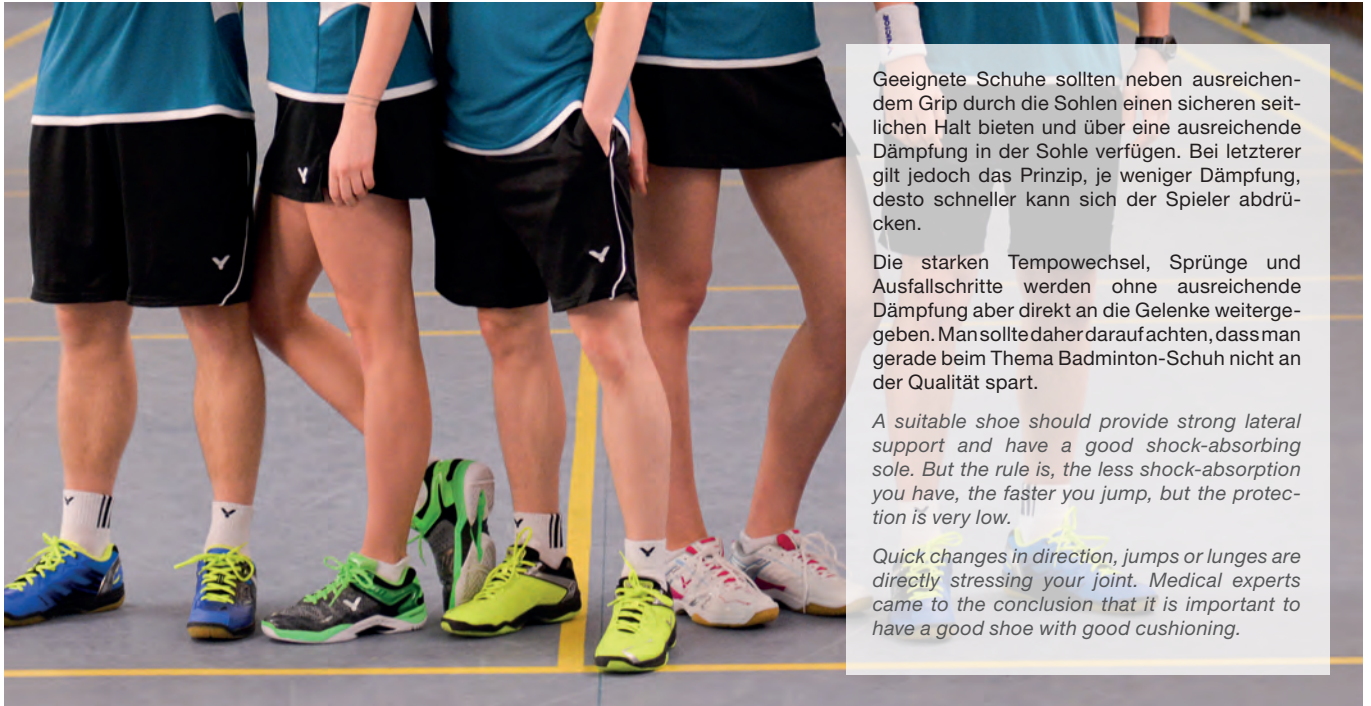 VICTOR
Geeignete Schuhe sollten neben ausreichen-
dem Grip durch die Sohlen einen sicheren seit-
lichen Halt bieten und über eine ausreichende
Dämpfung in der Sohle verfügen. Bei letzterer
gilt jedoch das Prinzip, je weniger Dämpfung,
desto schneller kann sich der Spieler abdrü-
cken.
Die starken Tempowechsel, Sprünge und
Ausfallschritte werden ohne ausreichende
Dämpfung aber direkt an die Gelenke weiterge-
geben. Man sollte daher darauf achten, dass man
gerade beim Thema Badminton-Schuh nicht an
der Qualität spart.
A suitable shoe should provide strong lateral
support and have a good shock-absorbing
sole. But the rule is, the less shock-absorption
you have, the faster you jump, but the protec-
tion is very low.
Quick changes in direction, jumps or lunges are
directly stressing your joint. Medical experts
came to the conclusion that it is important to
have a good shoe with good cushioning.